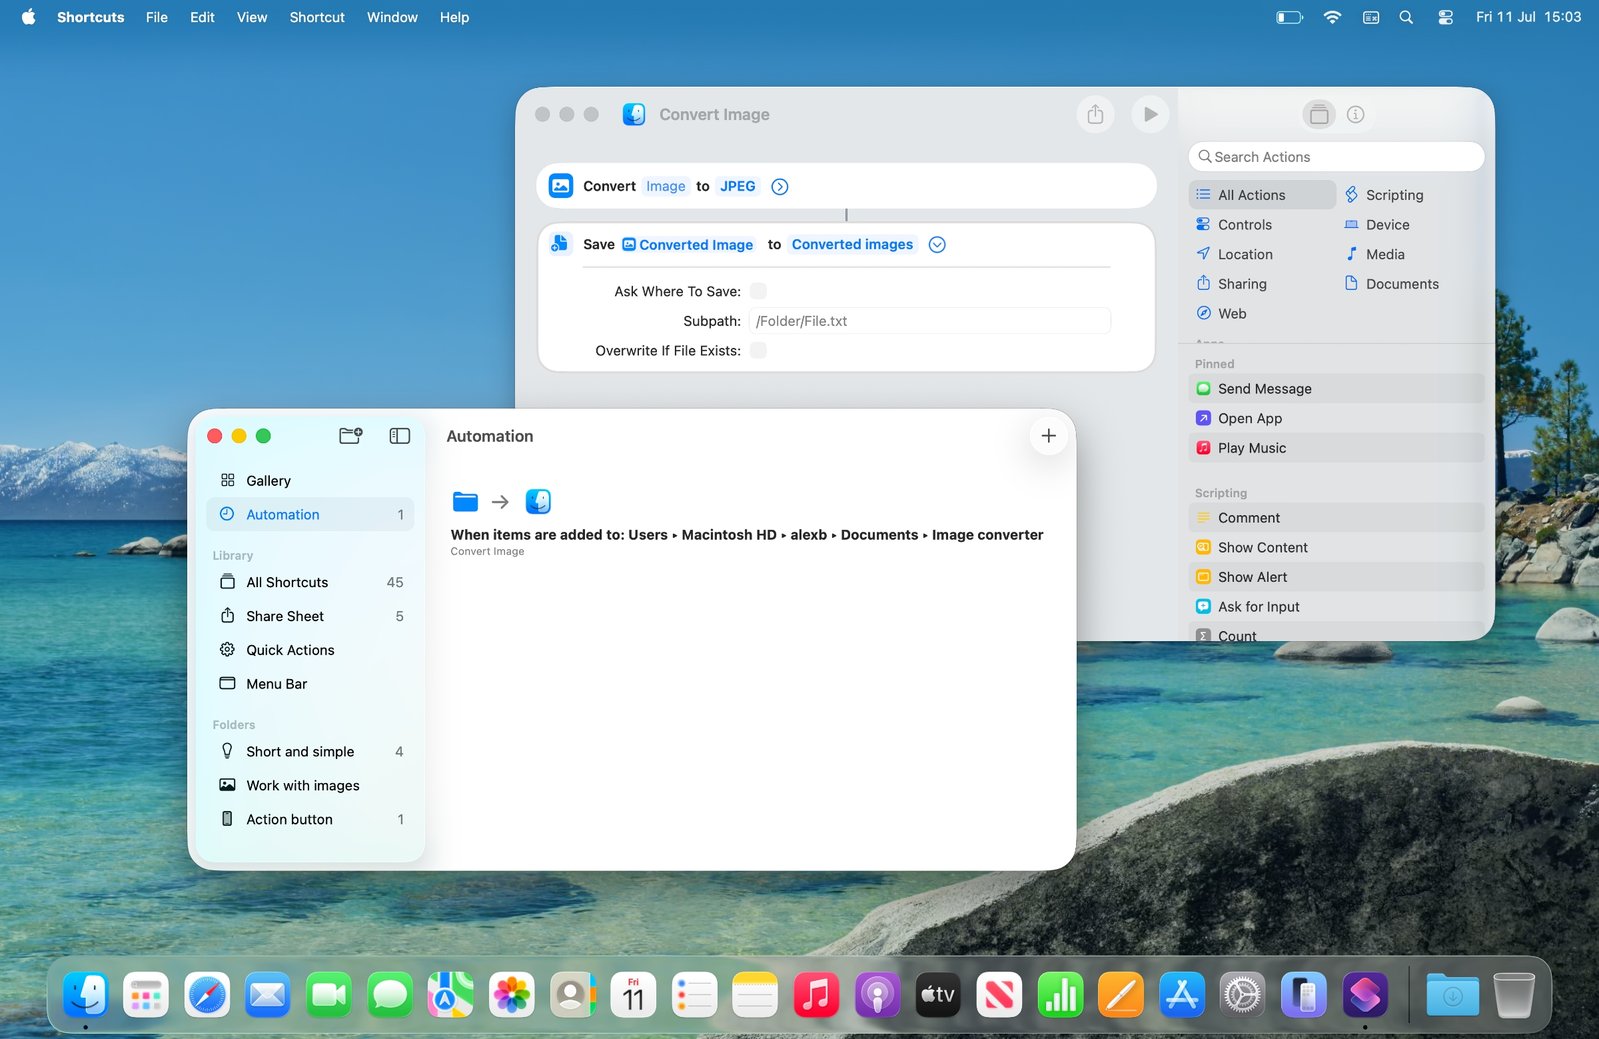 Shortcuts File Edit View Shortcut Window Help Fri 11 Jul 15:03
Convert Image
Convert Image to JPEG
Save Converted Image to Converted images
Ask Where To Save:
Subpath: /Folder/File.txt
Overwrite If File Exists:
Search Actions
All Actions Scripting
Controls Device
Location Media
Sharing Documents
Web
Apps
Pinned
Send Message
Open App
Play Music
Scripting
Comment
Show Content
Show Alert
Ask for Input
Count
Gallery
Automation 1
Library
All Shortcuts 45
Share Sheet 5
Quick Actions
Menu Bar
Folders
Short and simple 4
Work with images
Action button 1
Automation
When items are added to: Users ▸ Macintosh HD ▸ alexb ▸ Documents ▸ Image converter
Convert Image
Fri
11
tv